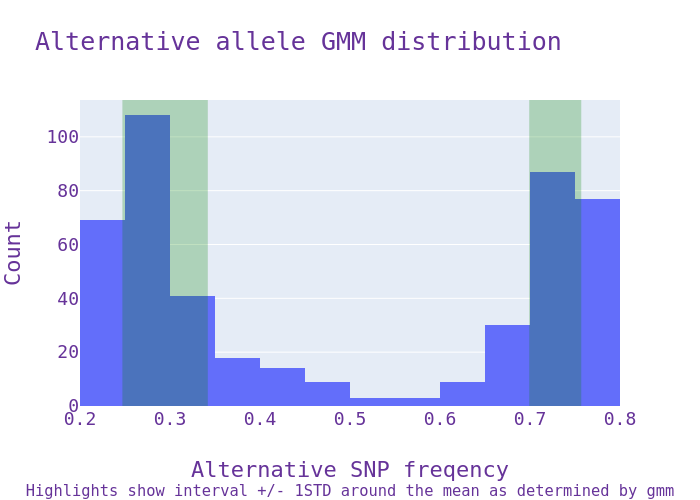 Alternative allele GMM distribution
100
80
60
40
20
0
Count
0.2 0.3 0.4 0.5 0.6 0.7 0.8
Alternative SNP freqency
Highlights show interval +/- 1STD around the mean as determined by gmm